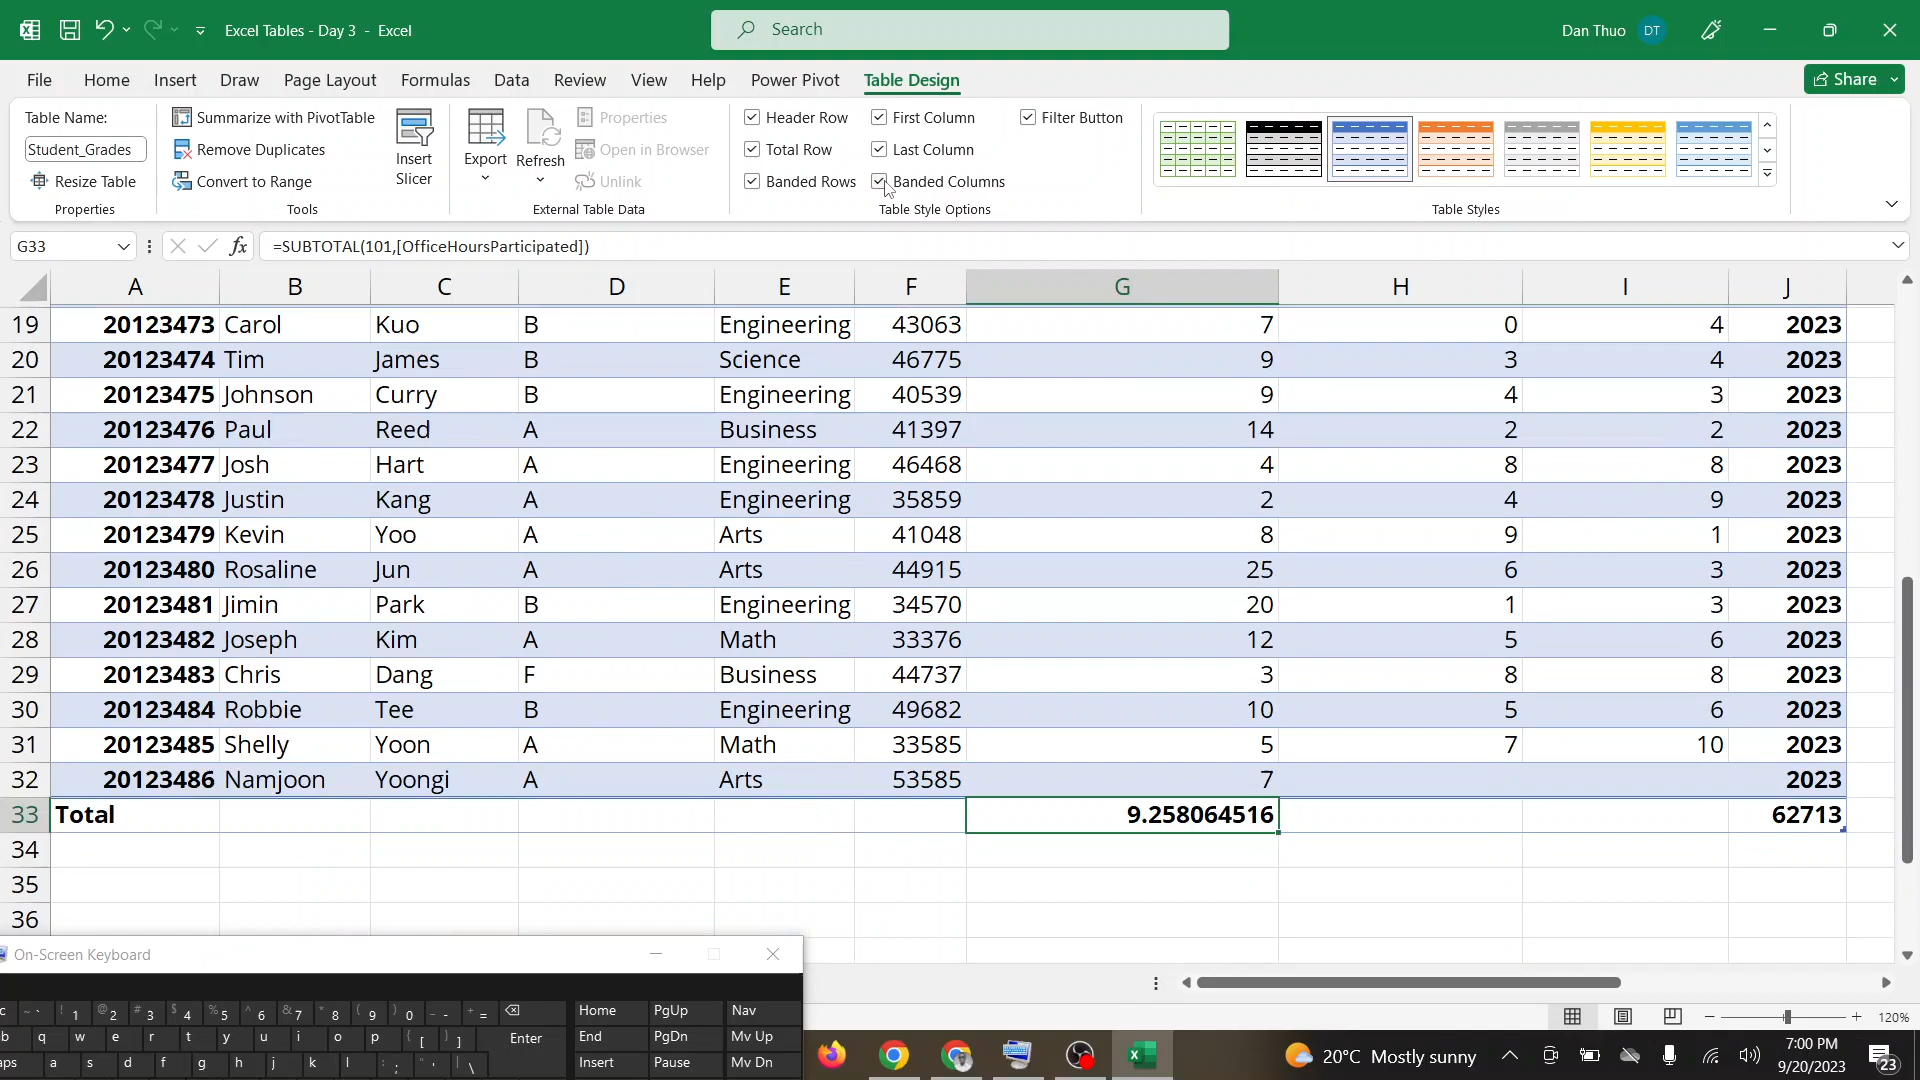 Excel Tables - Day 3 - Excel
Search
Dan Thuo DT
File Home Insert Draw Page Layout Formulas Data Review View Help Power Pivot Table Design Share
Table Name:
Student_Grades
Resize Table
Properties
Summarize with PivotTable
Remove Duplicates
Convert to Range
Tools
Insert
Slicer
Export
Refresh
Properties
Open in Browser
Unlink
External Table Data
Header Row First Column Filter Button
Total Row Last Column
Banded Rows Banded Columns
Table Style Options
Table Styles
G33 fx =SUBTOTAL(101,[OfficeHoursParticipated])
A B C D E F G H I J
19 20123473 Carol Kuo B Engineering 43063 7 0 4 2023
20 20123474 Tim James B Science 46775 9 3 4 2023
21 20123475 Johnson Curry B Engineering 40539 9 4 3 2023
22 20123476 Paul Reed A Business 41397 14 2 2 2023
23 20123477 Josh Hart A Engineering 46468 4 8 8 2023
24 20123478 Justin Kang A Engineering 35859 2 4 9 2023
25 20123479 Kevin Yoo A Arts 41048 8 9 1 2023
26 20123480 Rosaline Jun A Arts 44915 25 6 3 2023
27 20123481 Jimin Park B Engineering 34570 20 1 3 2023
28 20123482 Joseph Kim A Math 33376 12 5 6 2023
29 20123483 Chris Dang F Business 44737 3 8 8 2023
30 20123484 Robbie Tee B Engineering 49682 10 5 6 2023
31 20123485 Shelly Yoon A Math 33585 5 7 10 2023
32 20123486 Namjoon Yoongi A Arts 53585 7 2023
33 Total 9.258064516 62713
34
35
36
On-Screen Keyboard
c ~ ` ! 1 @ 2 # 3 $ 4 % 5 ^ 6 & 7 * 8 ( 9 ) 0 _ - + = Home PgUp Nav
b q w e r t y u i o p { [ } ] Enter End PgDn Mv Up
aps a s d f g h j k l : ; " ' | \ Insert Pause Mv Dn
120%
20°C Mostly sunny
7:00 PM
9/20/2023
23